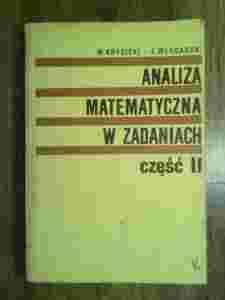 W. KRYSICKI - L. WŁODARSKI
ANALIZA
MATEMATYCZNA
W ZADANIACH
część II